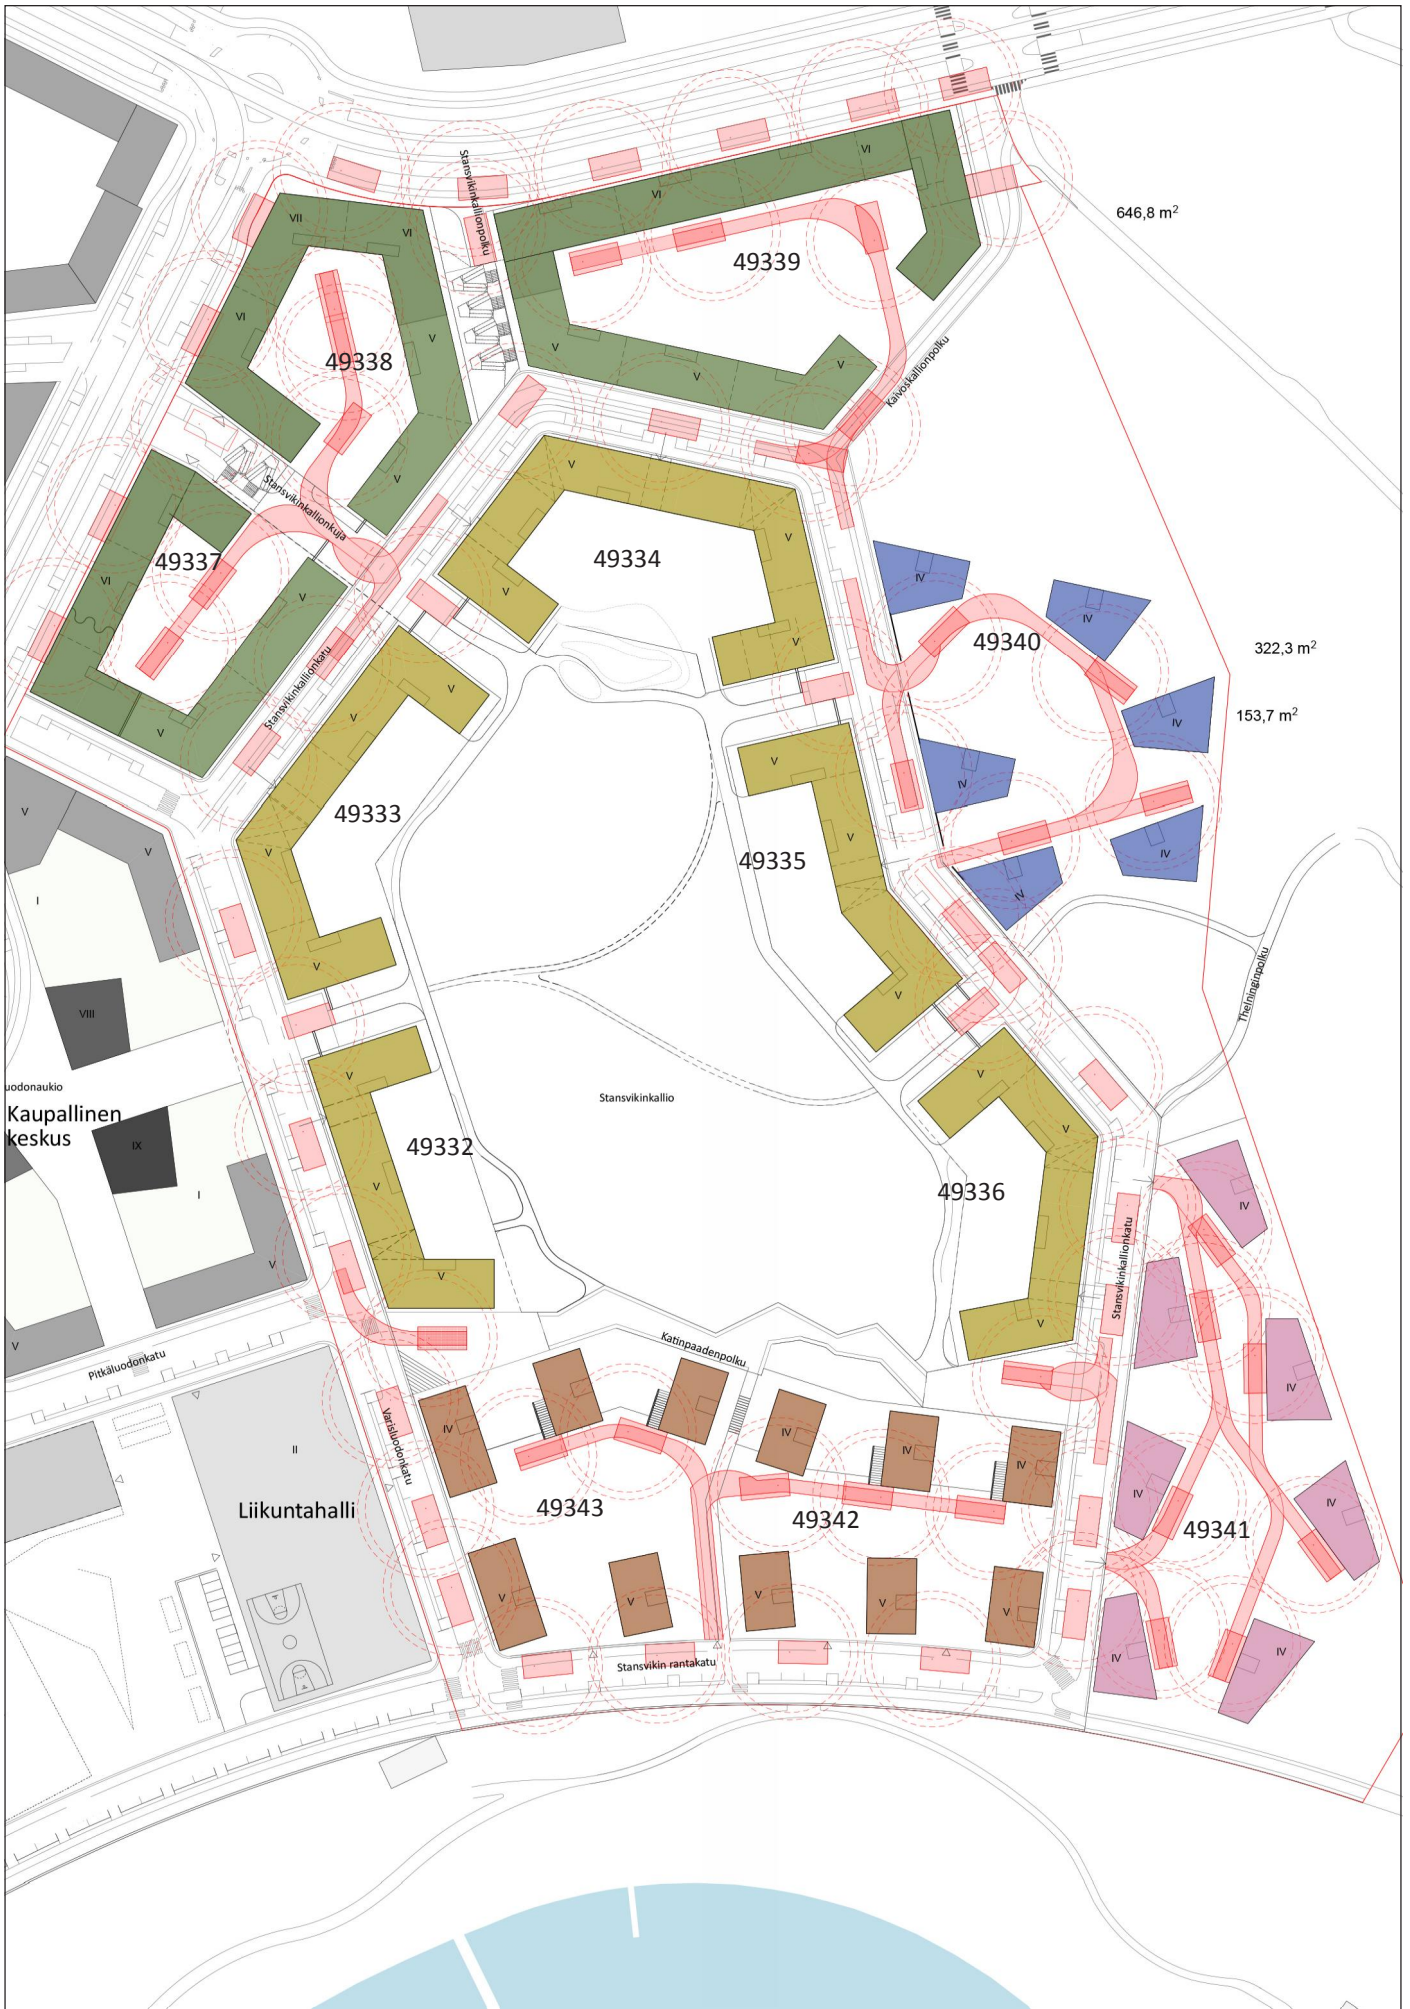 Stansvikinkallionpolku
VI
VI
646,8 m²
VII
VI
49339
VI
V
49338
V
V
V
V
Kaivoskallionpolku
V
V
Stansvikinkallionkuja
49337
VI
V
49334
V
V
V
IV
IV
49340
322,3 m²
IV
153,7 m²
V
Stansvikinkallionkatu
V
V
V
IV
49333
V
V
V
V
49335
IV
IV
I
V
V
Thelninginpolku
VIII
V
V
uodonaukio
Stansvikinkallio
Kaupallinen
keskus
IX
V
49332
V
I
V
49336
IV
Stansvikinkallionkatu
V
V
V
V
Katinpaadenpolku
Pitkäluodonkatu
IV
Varisluodonkatu
IV
IV
IV
II
Liikuntahalli
49343
49342
IV
IV
49341
V
V
V
V
V
IV
IV
Stansvikin rantakatu